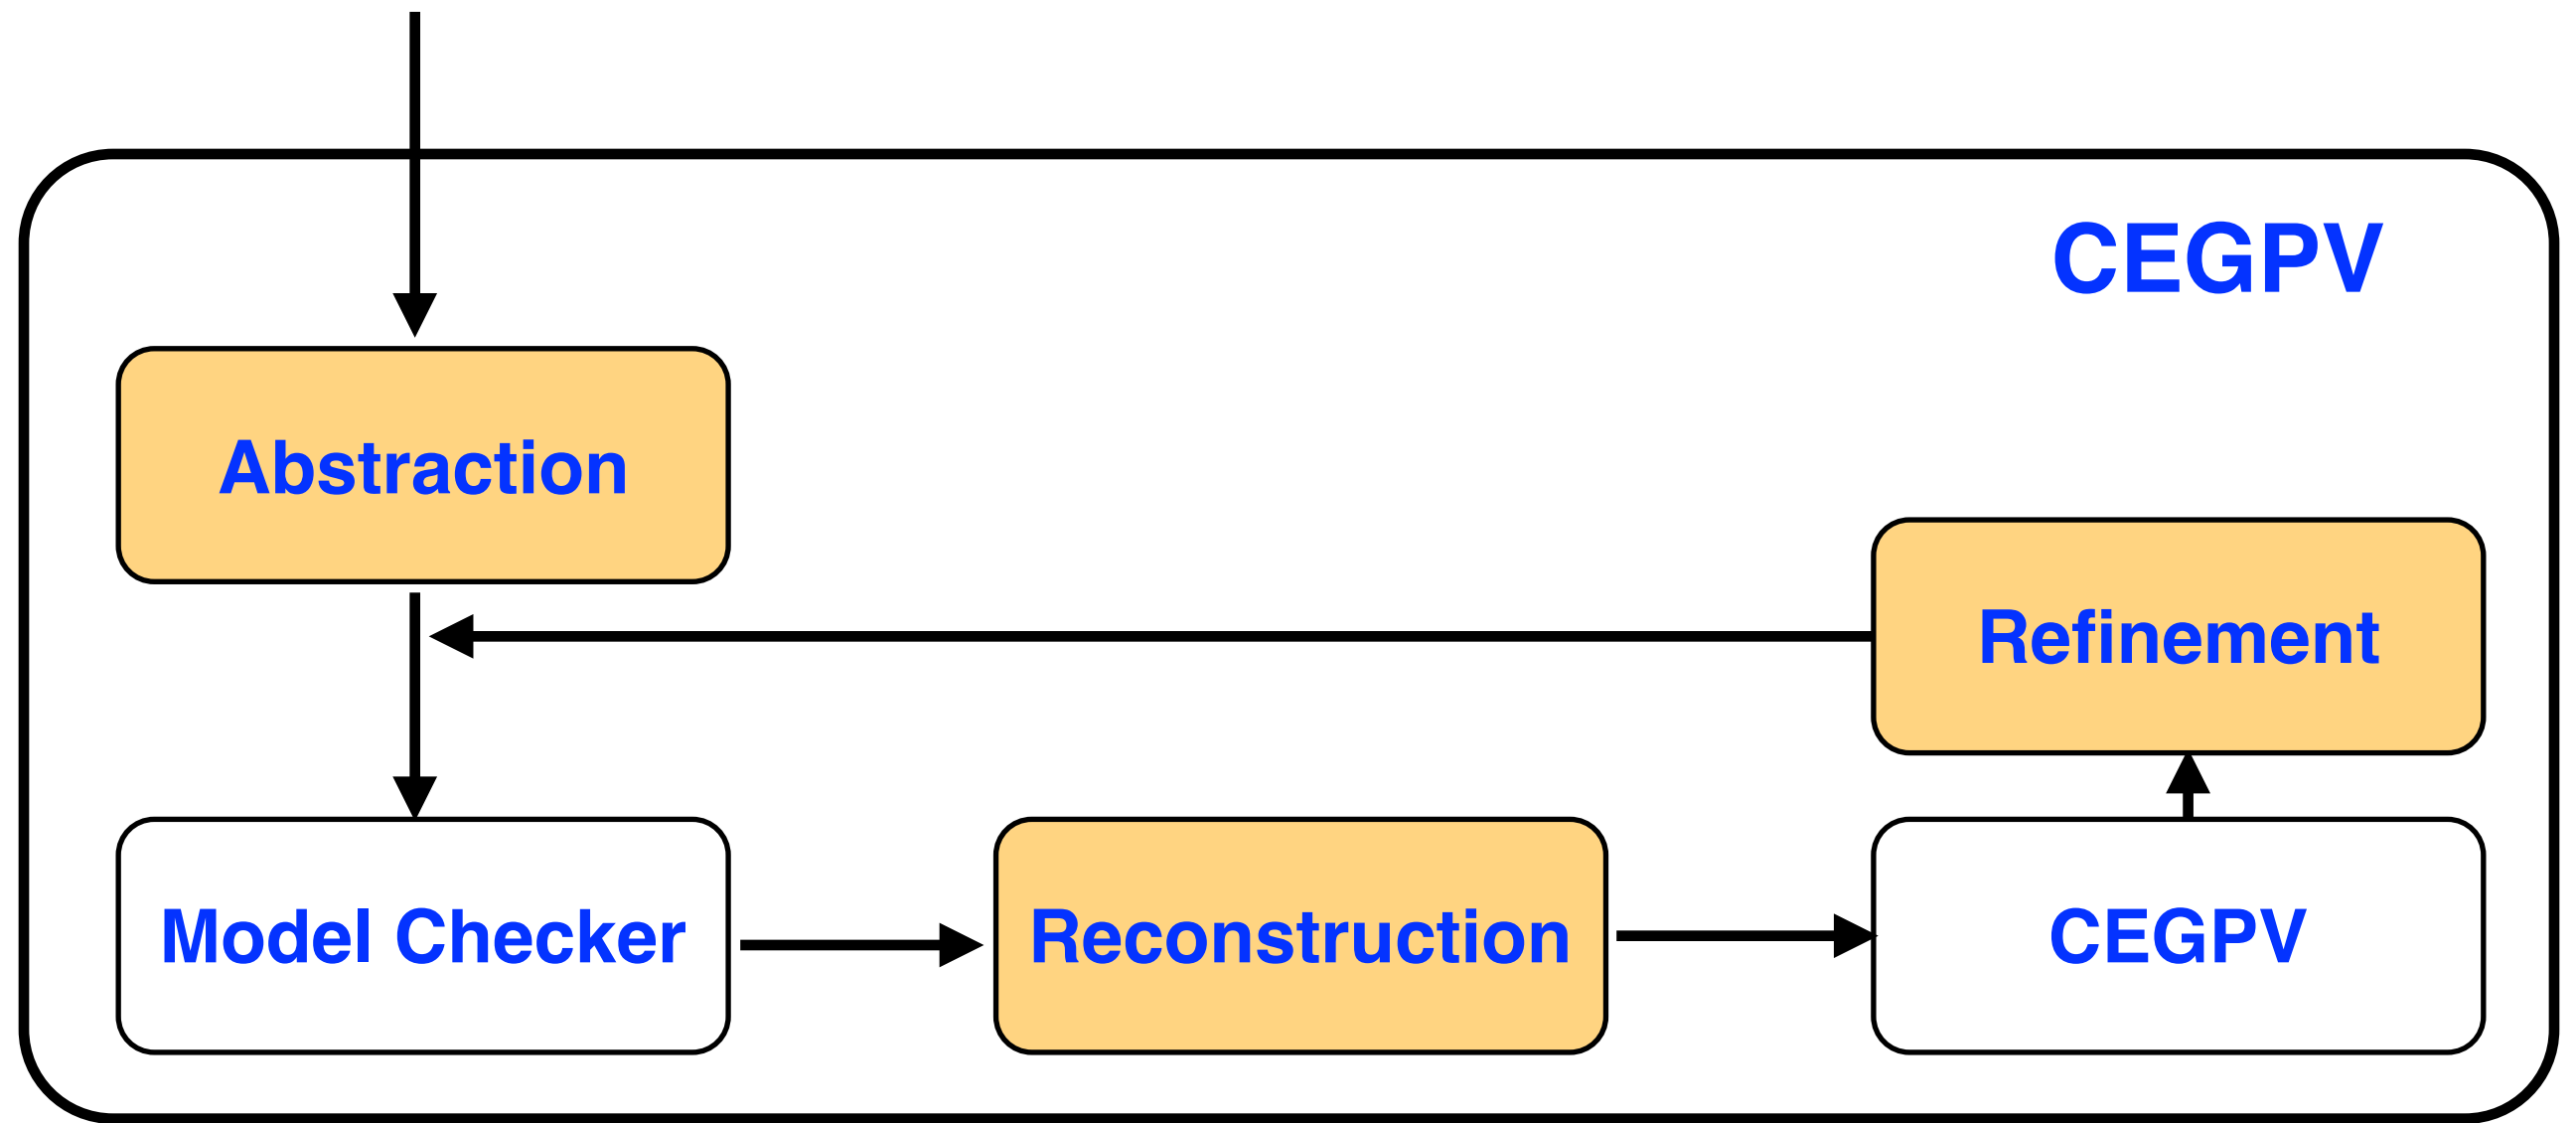 CEGPV
Abstraction
Refinement
Model Checker
Reconstruction
CEGPV